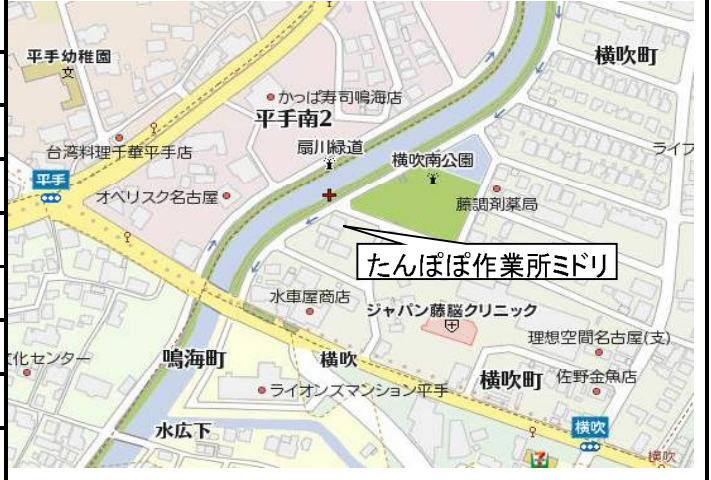 平手幼稚園
横吹町
かっぱ寿司鳴海店
平手南2
台湾料理千華平手店
扇川緑道
横吹南公園
ライフ
平手
オベリスク名古屋
藤調剤薬局
たんぽぽ作業所ミドリ
水車屋商店
ジャパン藤脳クリニック
理想空間名古屋(支)
化センター
鳴海町
横吹
横吹町
佐野金魚店
ライオンズマンション平手
水広下
横吹
横吹